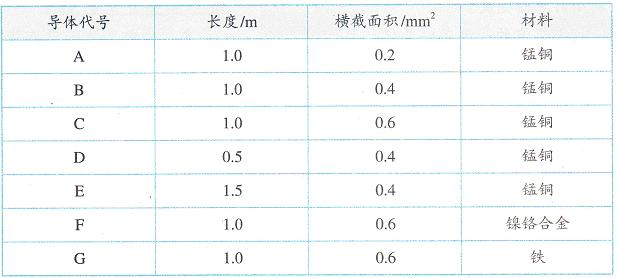 导体代号 长度/m 横截面积/mm² 材料
A 1.0 0.2 锰铜
B 1.0 0.4 锰铜
C 1.0 0.6 锰铜
D 0.5 0.4 锰铜
E 1.5 0.4 锰铜
F 1.0 0.6 镍铬合金
G 1.0 0.6 铁